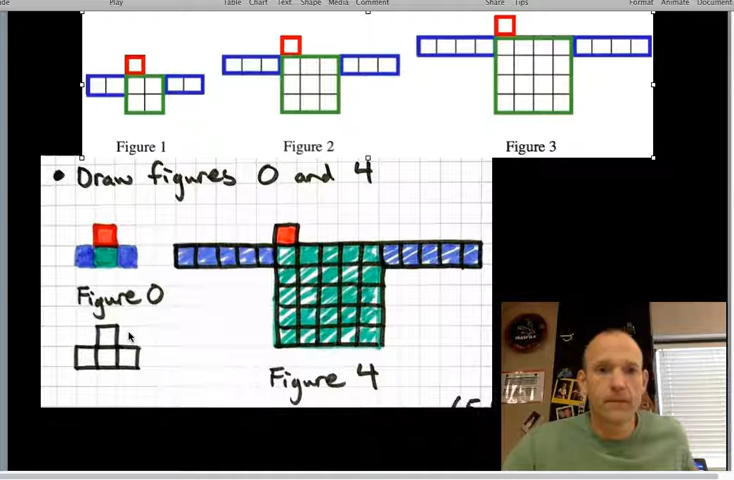 Play
Table Chart Text Shape Media Comment
Share Tips
Format Animate Document
Figure 1
Figure 2
Figure 3
• Draw figures 0 and 4
Figure 0
Figure 4